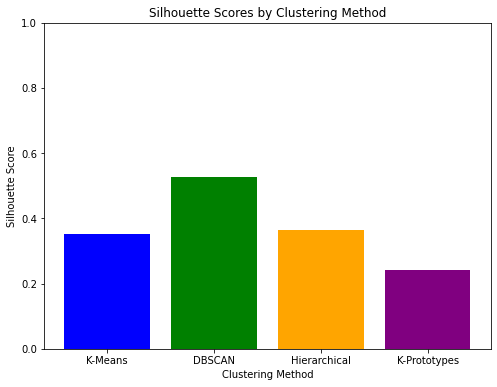 Silhouette Scores by Clustering Method
1.0
0.8
0.6
0.4
0.2
0.0
Silhouette Score
K-Means DBSCAN Hierarchical K-Prototypes
Clustering Method